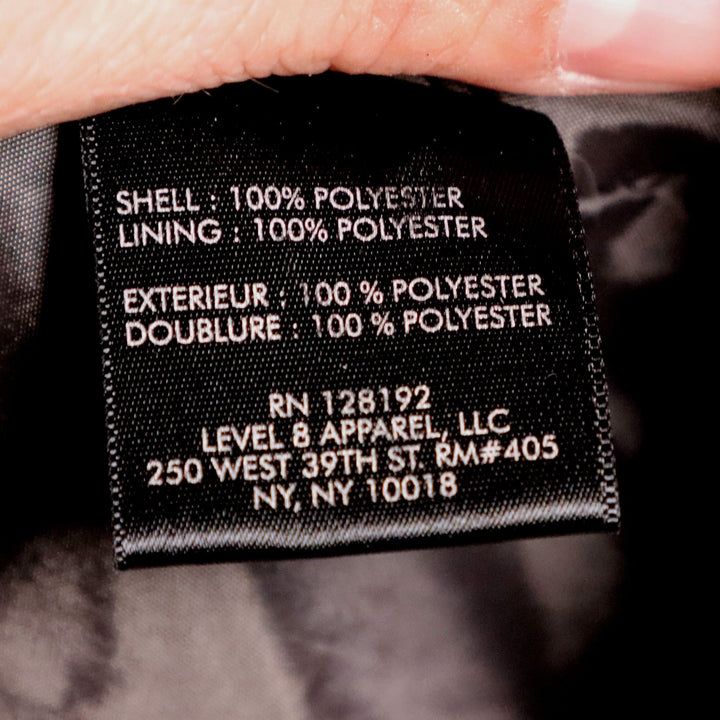 SHELL : 100% POLYESTER
LINING : 100% POLYESTER
EXTERIEUR : 100 % POLYESTER
DOUBLURE : 100 % POLYESTER
RN 128192
LEVEL 8 APPAREL, LLC
250 WEST 39TH ST. RM#405
NY, NY 10018